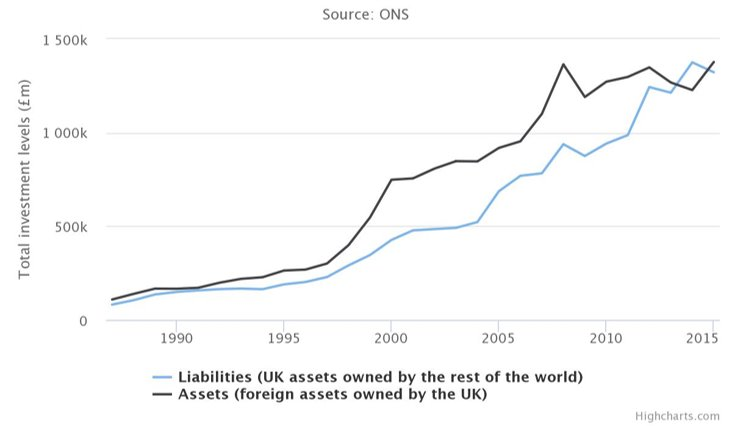 Source: ONS
Total investment levels (£m)
1 500k
1 000k
500k
0
1990
1995
2000
2005
2010
2015
Liabilities (UK assets owned by the rest of the world)
Assets (foreign assets owned by the UK)
Highcharts.com